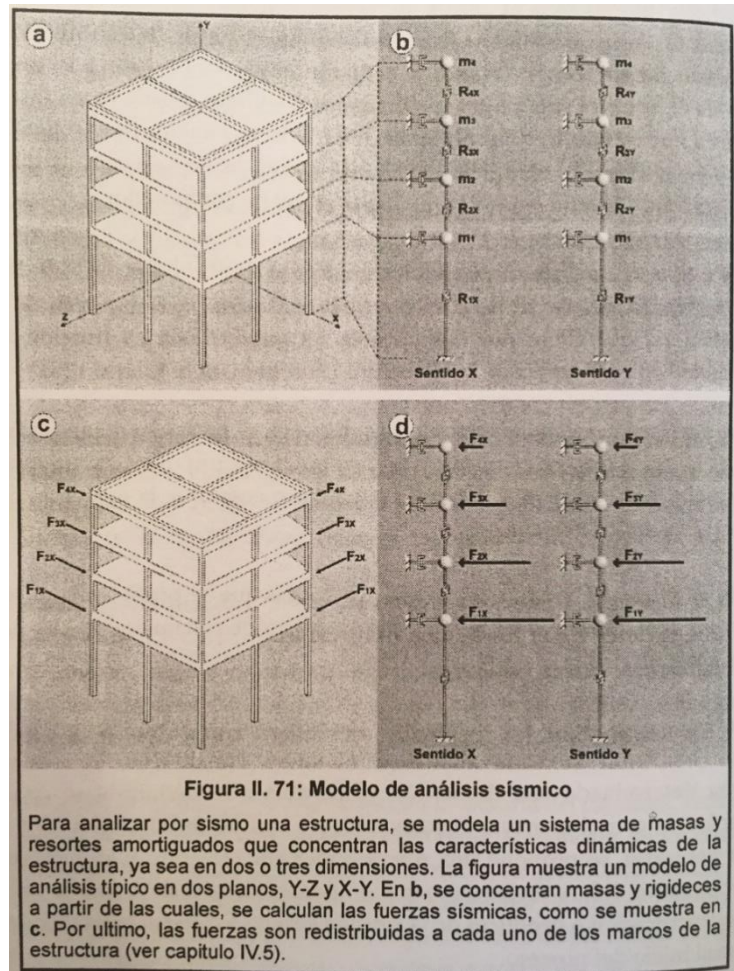 a
Y
b
m4
m4
R4X
R4Y
m3
m3
R3X
R3Y
m2
m2
R2X
R2Y
m1
m1
R1X
R1Y
Z
X
Sentido X
Sentido Y
c
d
F4X
F4X
F4X
F4Y
F3X
F3X
F3X
F3Y
F2X
F2X
F2X
F2Y
F1X
F1X
F1X
F1Y
Sentido X
Sentido Y
Figura II. 71: Modelo de análisis sísmico
Para analizar por sismo una estructura, se modela un sistema de masas y
resortes amortiguados que concentran las características dinámicas de la
estructura, ya sea en dos o tres dimensiones. La figura muestra un modelo de
análisis típico en dos planos, Y-Z y X-Y. En b, se concentran masas y rigideces
a partir de las cuales, se calculan las fuerzas sísmicas, como se muestra en
c. Por ultimo, las fuerzas son redistribuidas a cada uno de los marcos de la
estructura (ver capitulo IV.5).